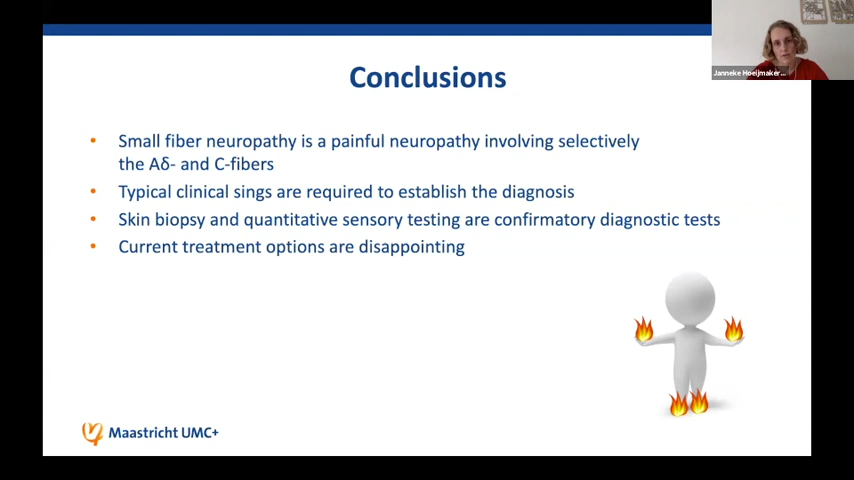 Janneke Hoeijmaker...
Conclusions
• Small fiber neuropathy is a painful neuropathy involving selectively
the Aδ- and C-fibers
• Typical clinical sings are required to establish the diagnosis
• Skin biopsy and quantitative sensory testing are confirmatory diagnostic tests
• Current treatment options are disappointing
Maastricht UMC+